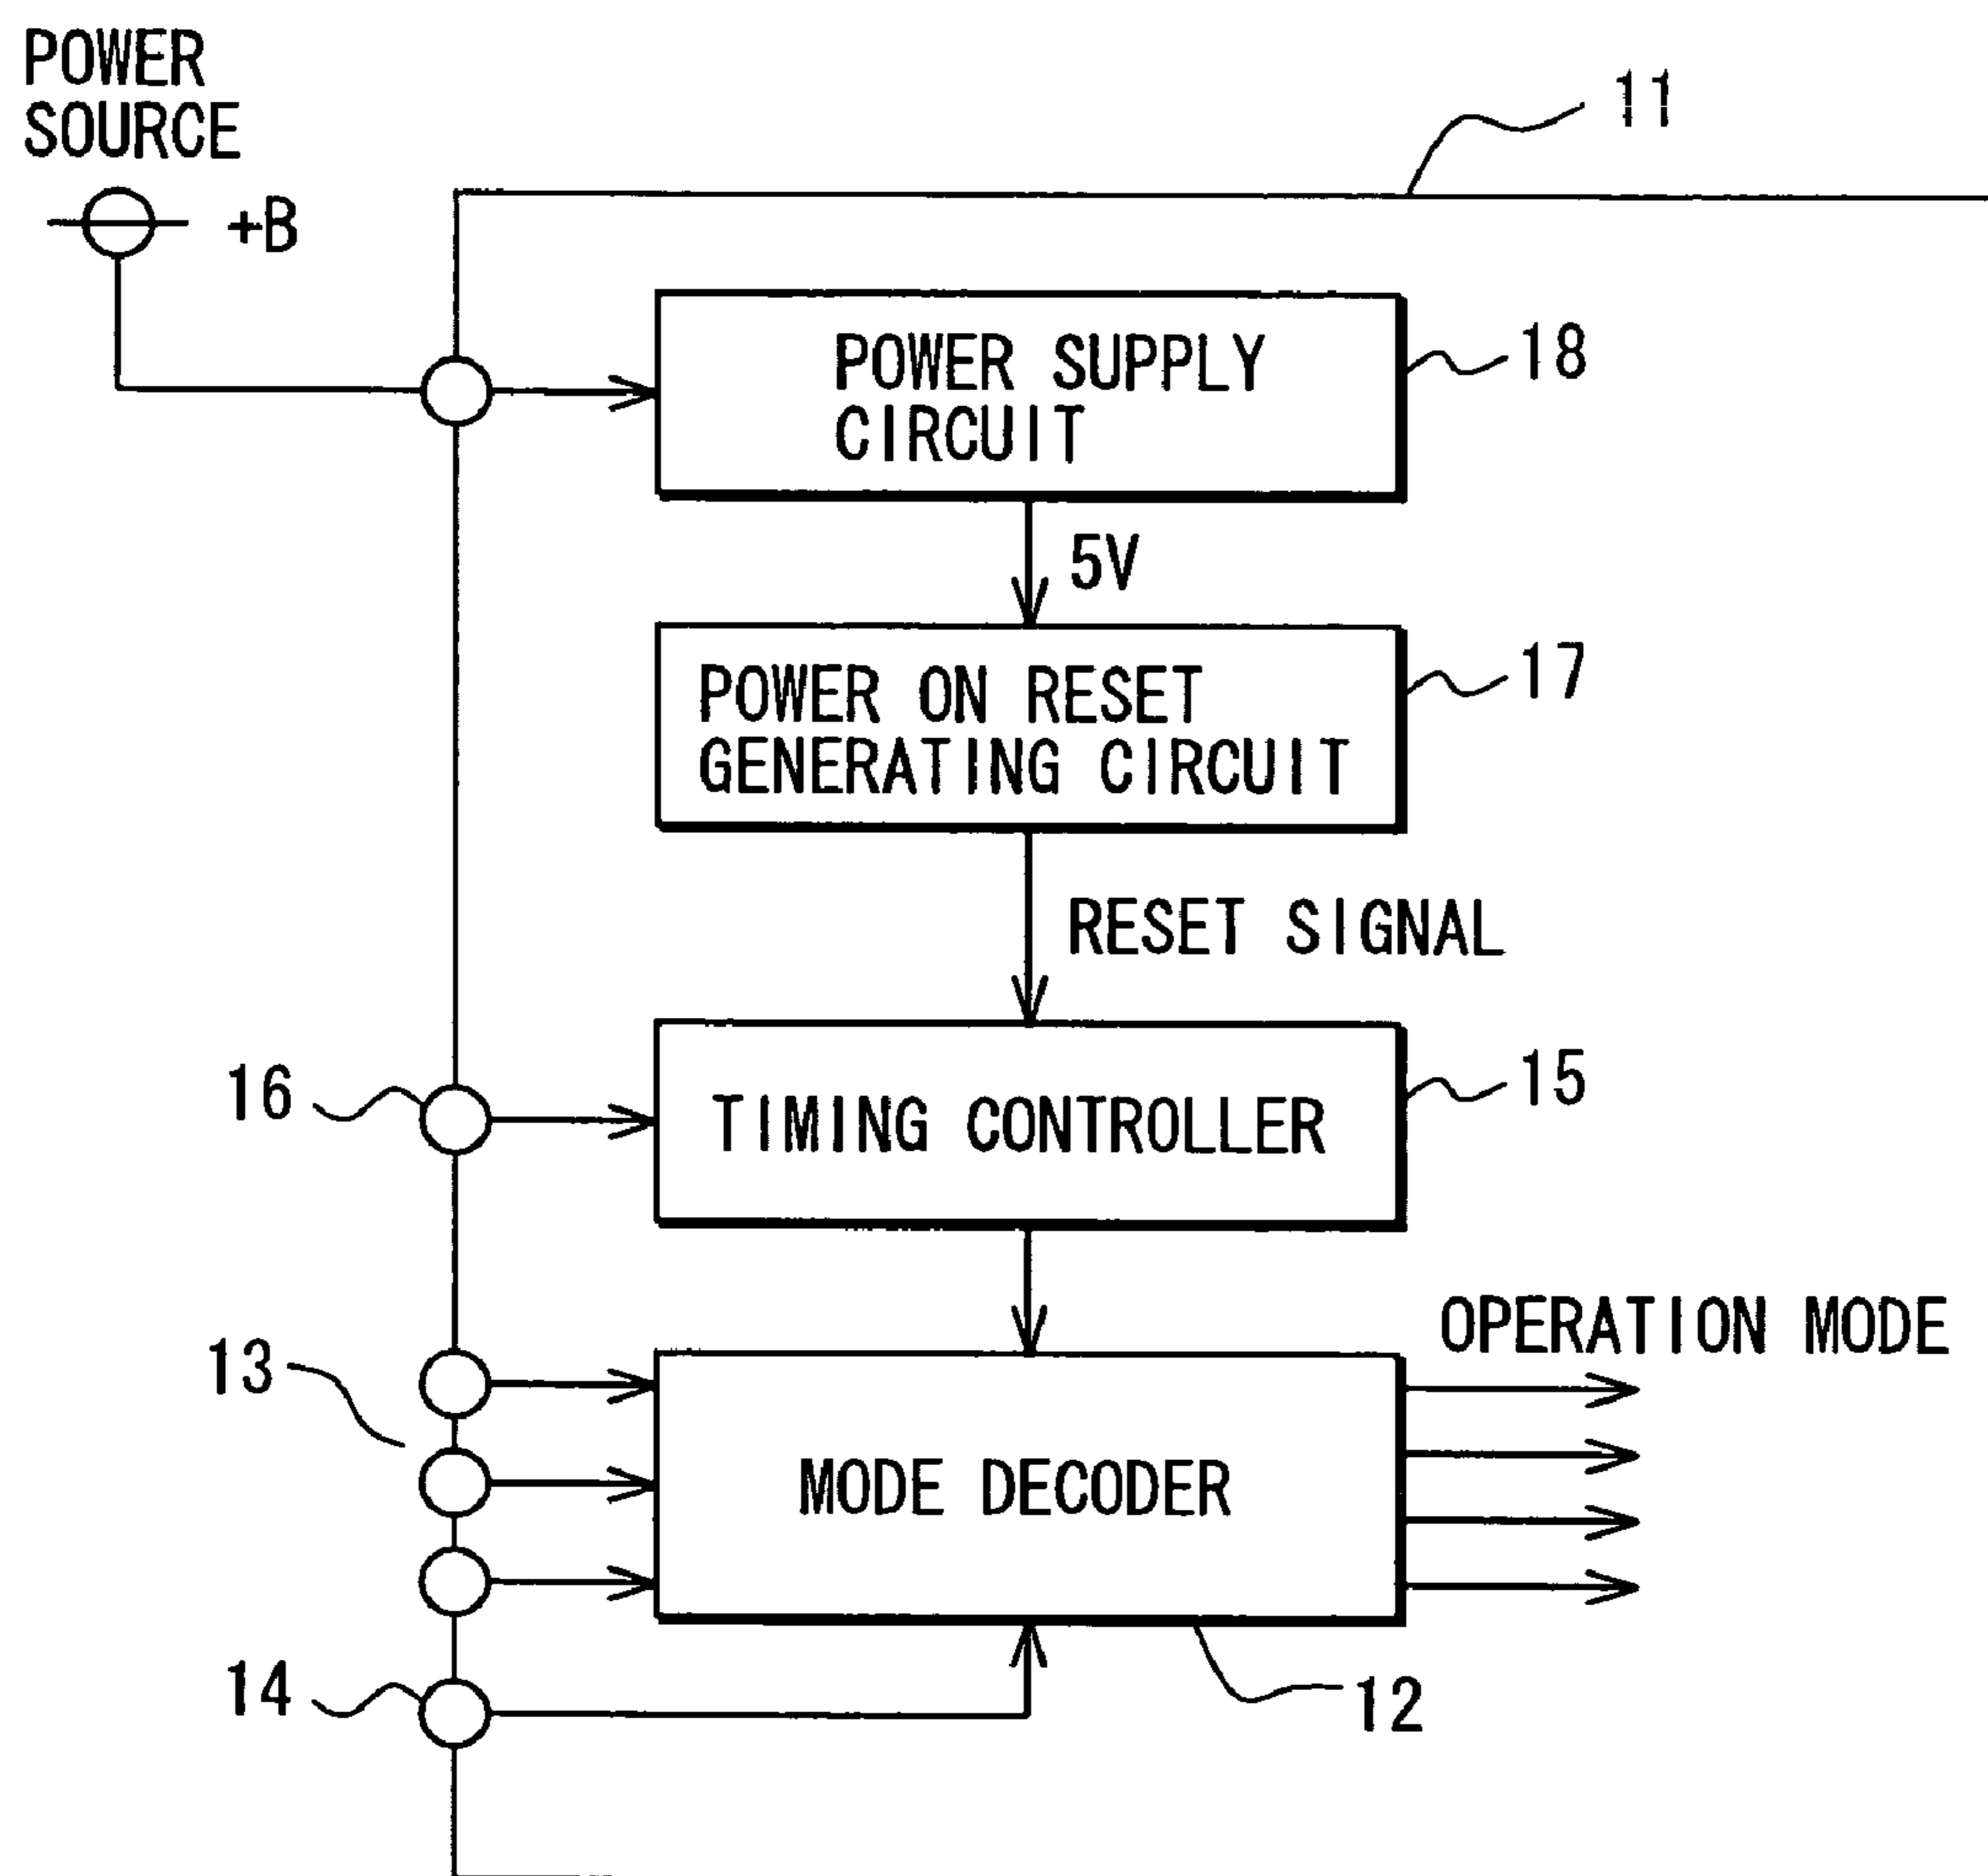 POWER
SOURCE
+B
11
POWER SUPPLY
CIRCUIT
18
5V
POWER ON RESET
GENERATING CIRCUIT
17
RESET SIGNAL
16
TIMING CONTROLLER
15
OPERATION MODE
13
MODE DECODER
14
12